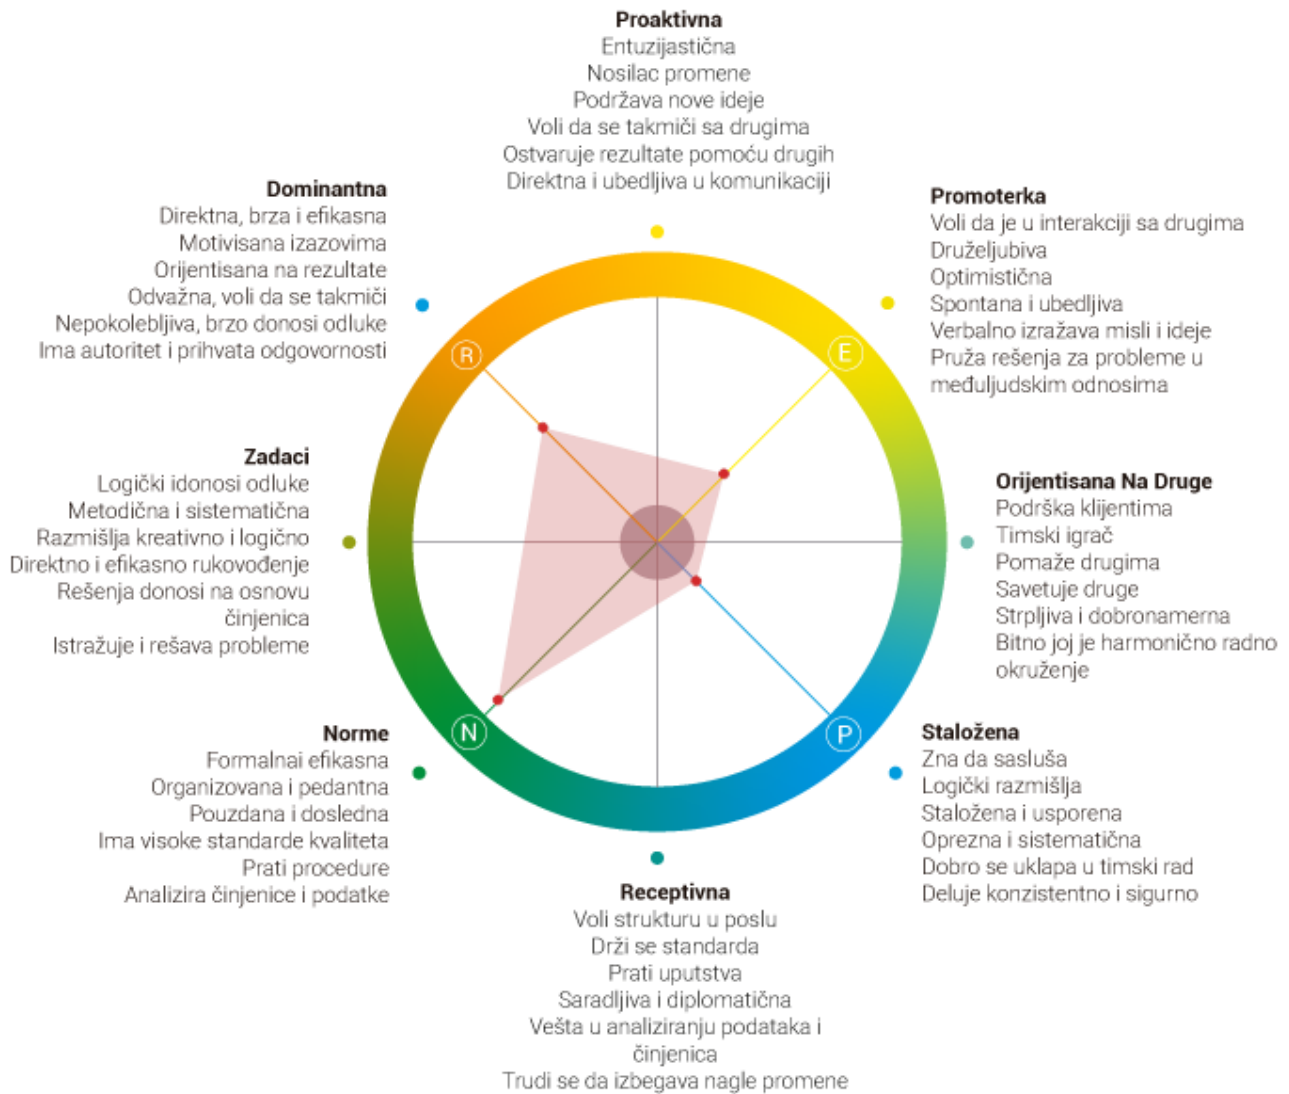 Proaktivna
Entuzijastična
Nosilac promene
Podržava nove ideje
Voli da se takmiči sa drugima
Ostvaruje rezultate pomoću drugih
Direktna i ubedljiva u komunikaciji
Dominantna
Direktna, brza i efikasna
Motivisana izazovima
Orijentisana na rezultate
Odvažna, voli da se takmiči
Nepokolebljiva, brzo donosi odluke
Ima autoritet i prihvata odgovornosti
Promoterka
Voli da je u interakciji sa drugima
Druželjubiva
Optimistična
Spontana i ubedljiva
Verbalno izražava misli i ideje
Pruža rešenja za probleme u
međuljudskim odnosima
R
E
Zadaci
Logički idonosi odluke
Metodična i sistematična
Razmišlja kreativno i logično
Direktno i efikasno rukovođenje
Rešenja donosi na osnovu
činjenica
Istražuje i rešava probleme
Orijentisana Na Druge
Podrška klijentima
Timski igrač
Pomaže drugima
Savetuje druge
Strpljiva i dobronamerna
Bitno joj je harmonično radno
okruženje
N
P
Norme
Formalnai efikasna
Organizovana i pedantna
Pouzdana i dosledna
Ima visoke standarde kvaliteta
Prati procedure
Analizira činjenice i podatke
Staložena
Zna da sasluša
Logički razmišlja
Staložena i usporena
Oprezna i sistematična
Dobro se uklapa u timski rad
Deluje konzistentno i sigurno
Receptivna
Voli strukturu u poslu
Drži se standarda
Prati uputstva
Saradljiva i diplomatična
Vešta u analiziranju podataka i
činjenica
Trudi se da izbegava nagle promene